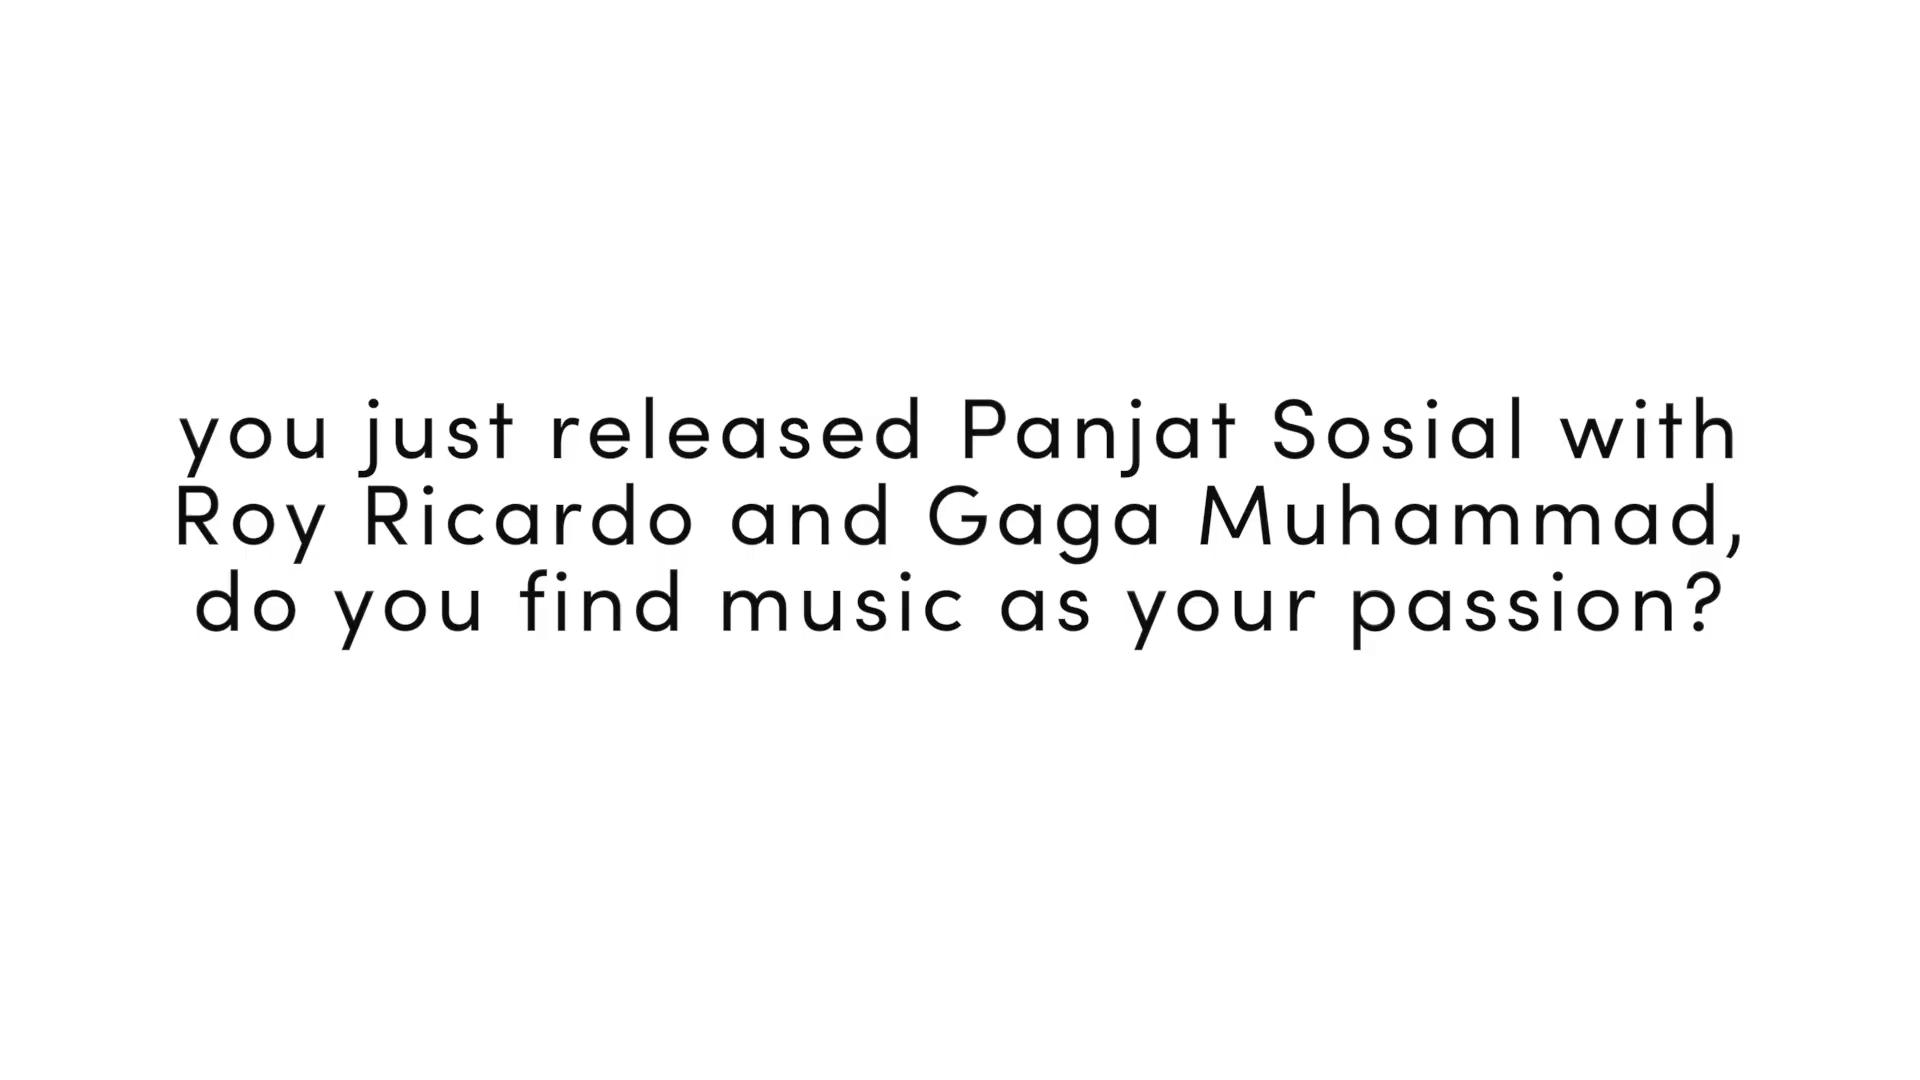 you just released Panjat Sosial with
Roy Ricardo and Gaga Muhammad,
do you find music as your passion?